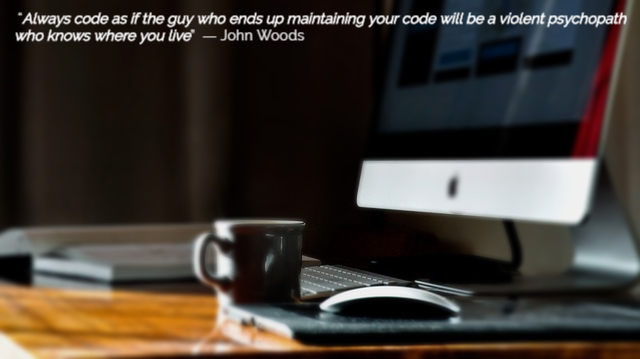 "Always code as if the guy who ends up maintaining your code will be a violent psychopath
who knows where you live" — John Woods